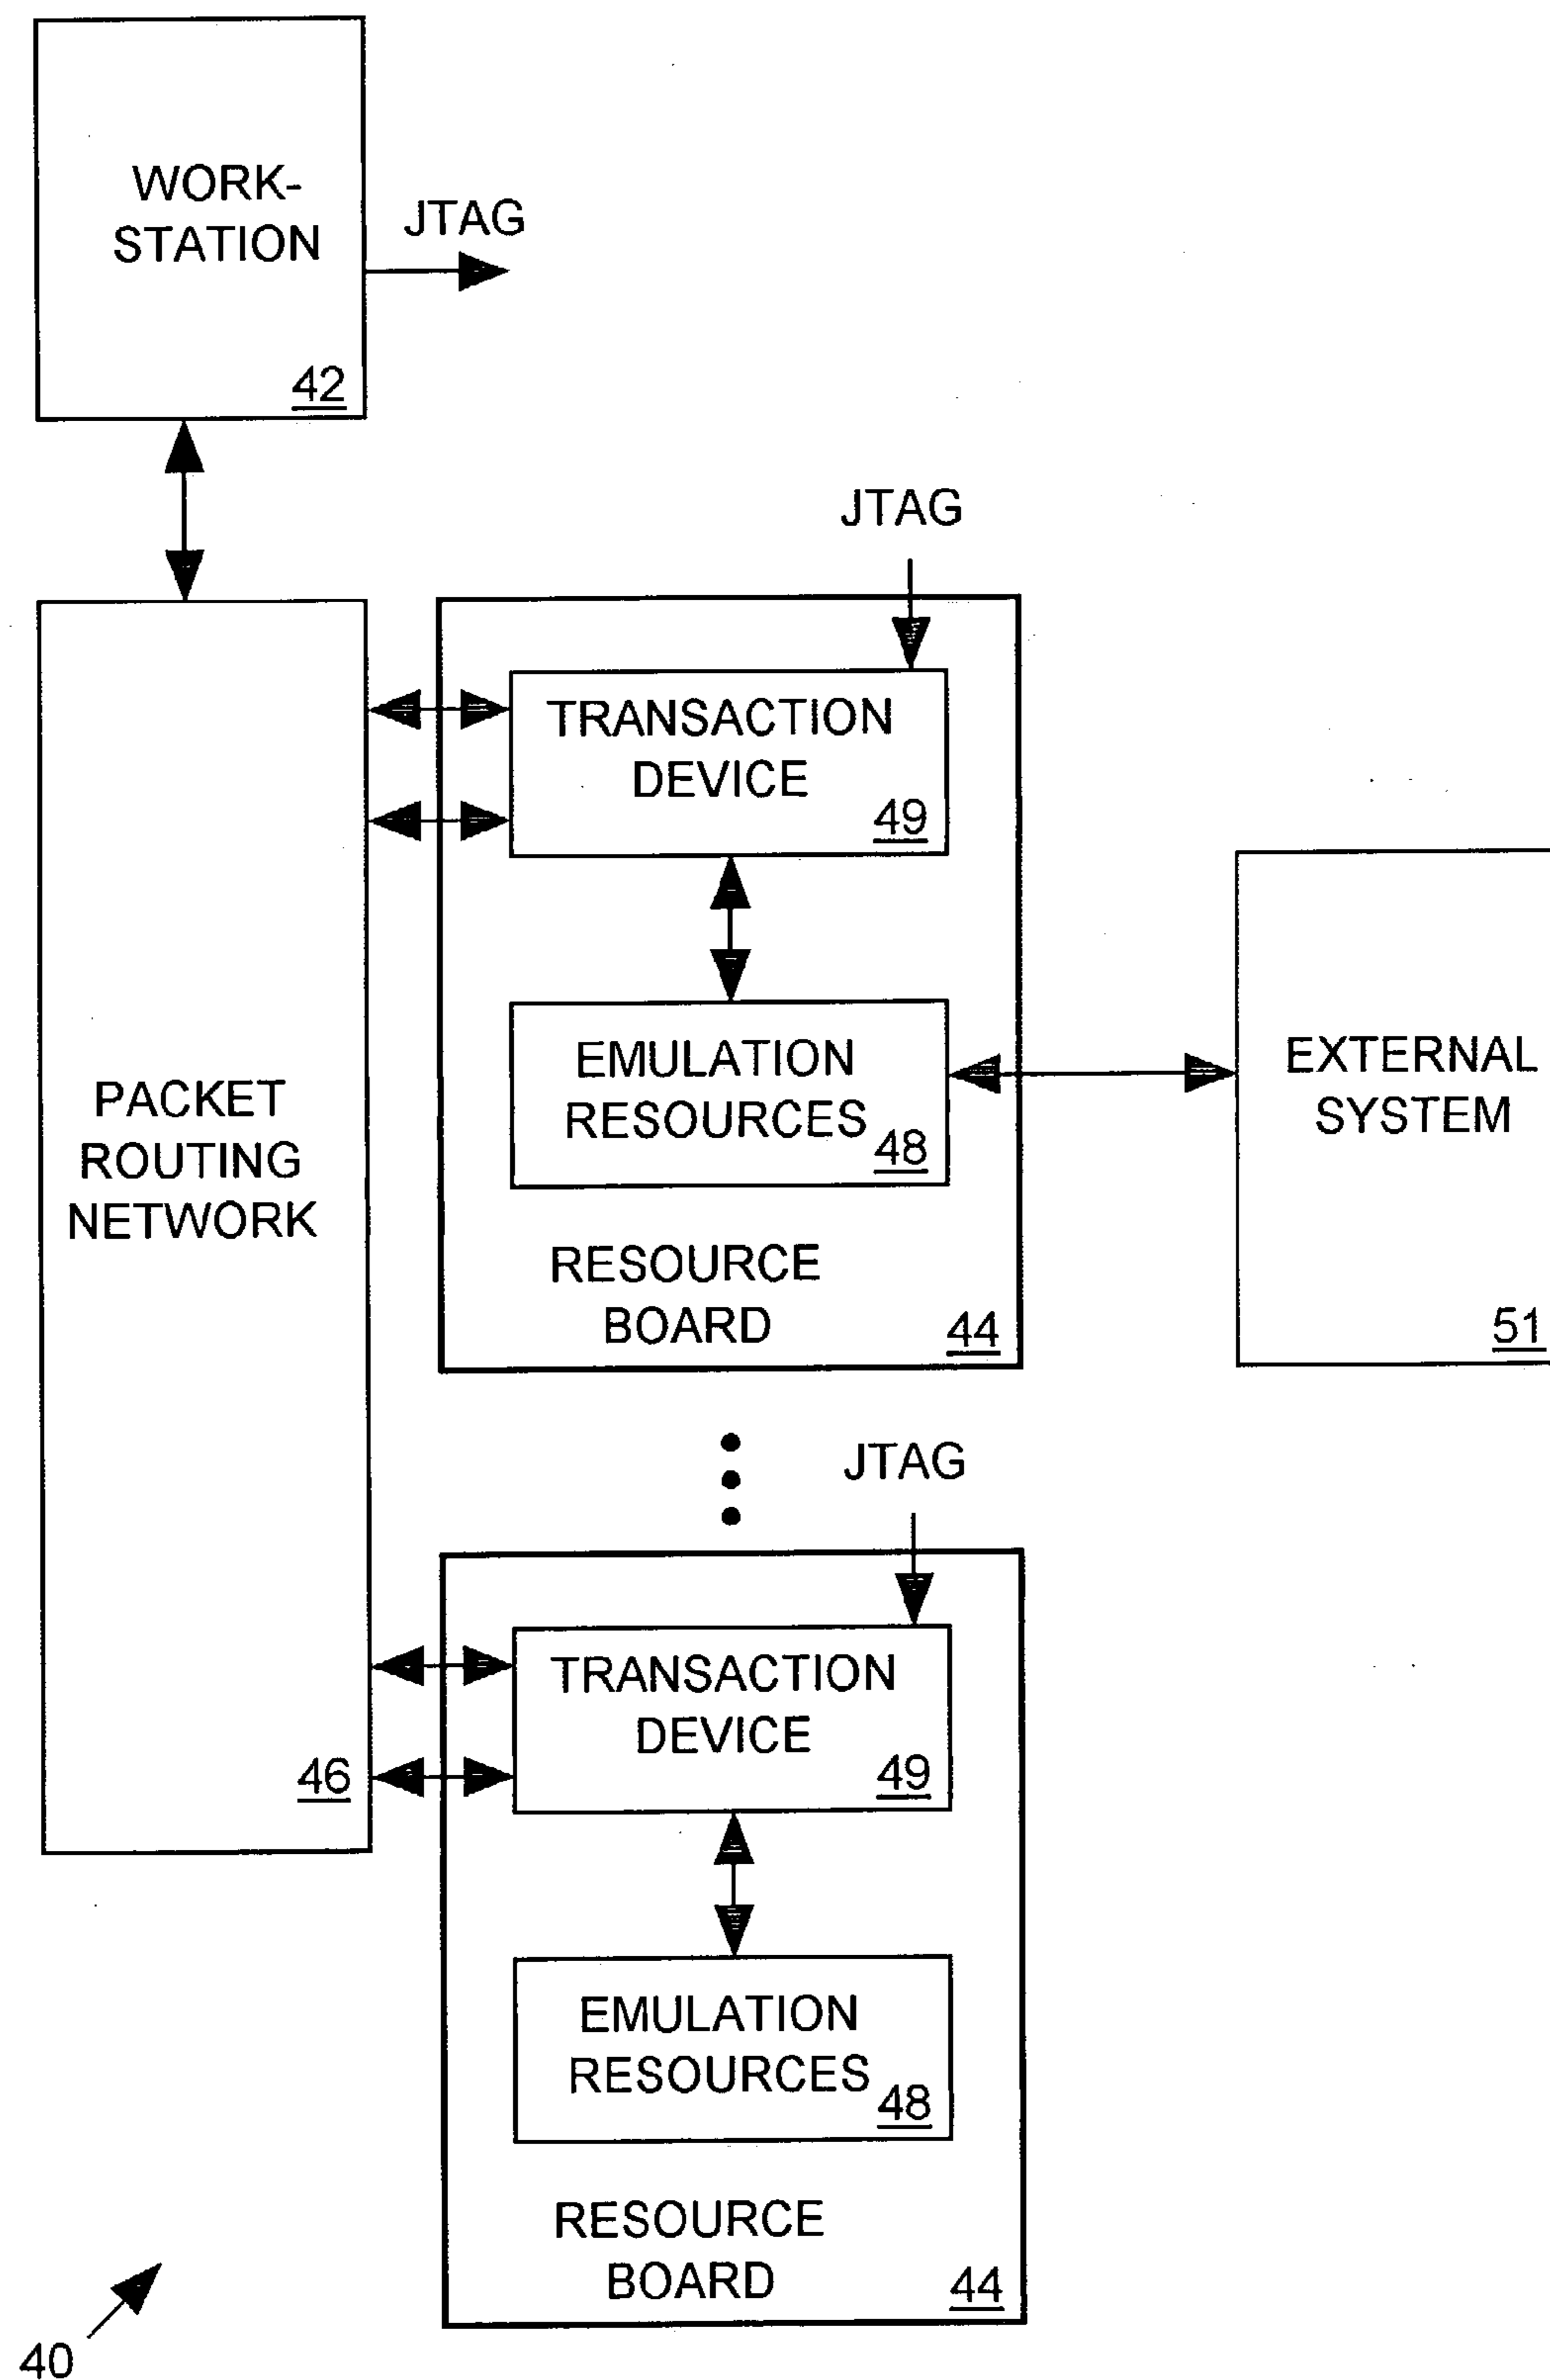 WORK-
STATION
42
JTAG
PACKET
ROUTING
NETWORK
46
JTAG
TRANSACTION
DEVICE
49
EMULATION
RESOURCES
48
RESOURCE
BOARD
44
EXTERNAL
SYSTEM
51
JTAG
TRANSACTION
DEVICE
49
EMULATION
RESOURCES
48
RESOURCE
BOARD
44
40